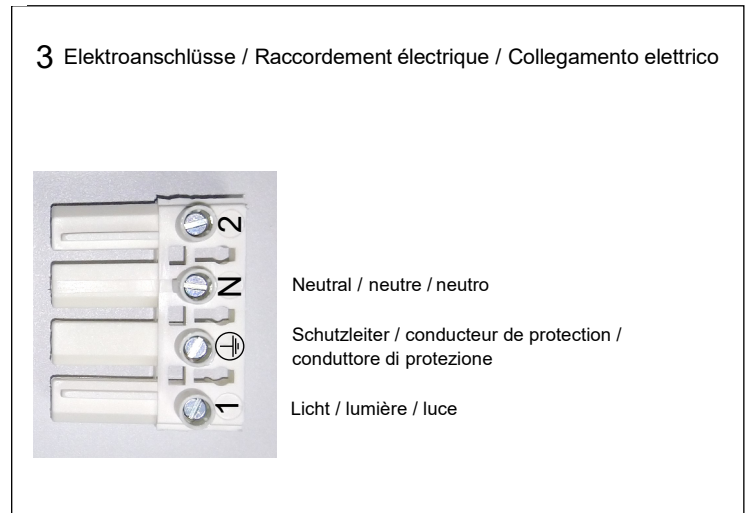 3 Elektroanschlüsse / Raccordement électrique / Collegamento elettrico
2
N
Neutral / neutre / neutro
Schutzleiter / conducteur de protection /
conduttore di protezione
1
Licht / lumière / luce